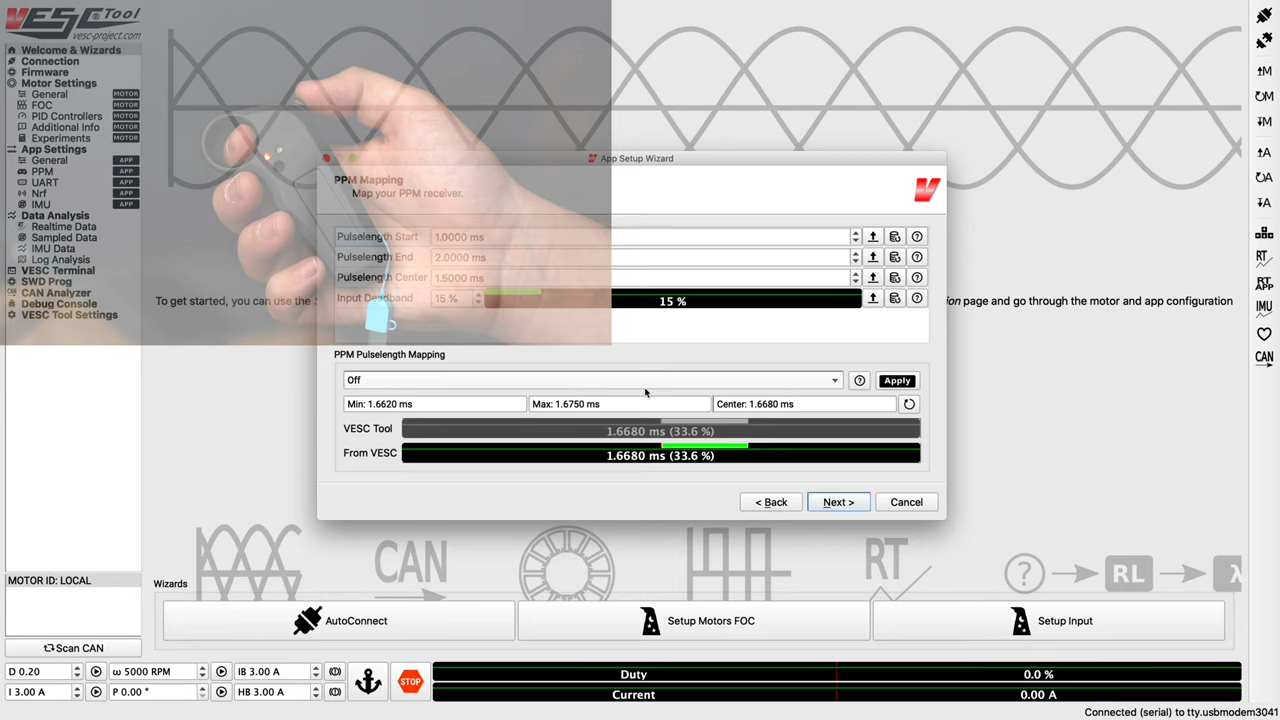 VESC Tool
vesc-project.com
Welcome & Wizards
Connection
Firmware
Motor Settings
General MOTOR
FOC MOTOR
PID Controllers MOTOR
Additional Info MOTOR
Experiments MOTOR
App Settings
General APP
PPM APP
UART APP
Nrf APP
IMU APP
Data Analysis
Realtime Data
Sampled Data
IMU Data
Log Analysis
VESC Terminal
SWD Prog
CAN Analyzer
Debug Console
VESC Tool Settings
MOTOR ID: LOCAL
Scan CAN
To get started, you can use the
ion page and go through the motor and app configuration
App Setup Wizard
PPM Mapping
Map your PPM receiver.
Pulselength Start 1.0000 ms
Pulselength End 2.0000 ms
Pulselength Center 1.5000 ms
Input Deadband 15 % 15 %
PPM Pulselength Mapping
Off Apply
Min: 1.6620 ms Max: 1.6750 ms Center: 1.6680 ms
VESC Tool 1.6680 ms (33.6 %)
From VESC 1.6680 ms (33.6 %)
< Back Next > Cancel
CAN RT ? RL λ
Wizards
AutoConnect Setup Motors FOC Setup Input
D 0.20 ω 5000 RPM IB 3.00 A Duty 0.0 %
I 3.00 A P 0.00 ° HB 3.00 A STOP Current 0.00 A
M
M
M
A
A
A
RT
RT
APP
IMU
CAN
Connected (serial) to tty.usbmodem3041